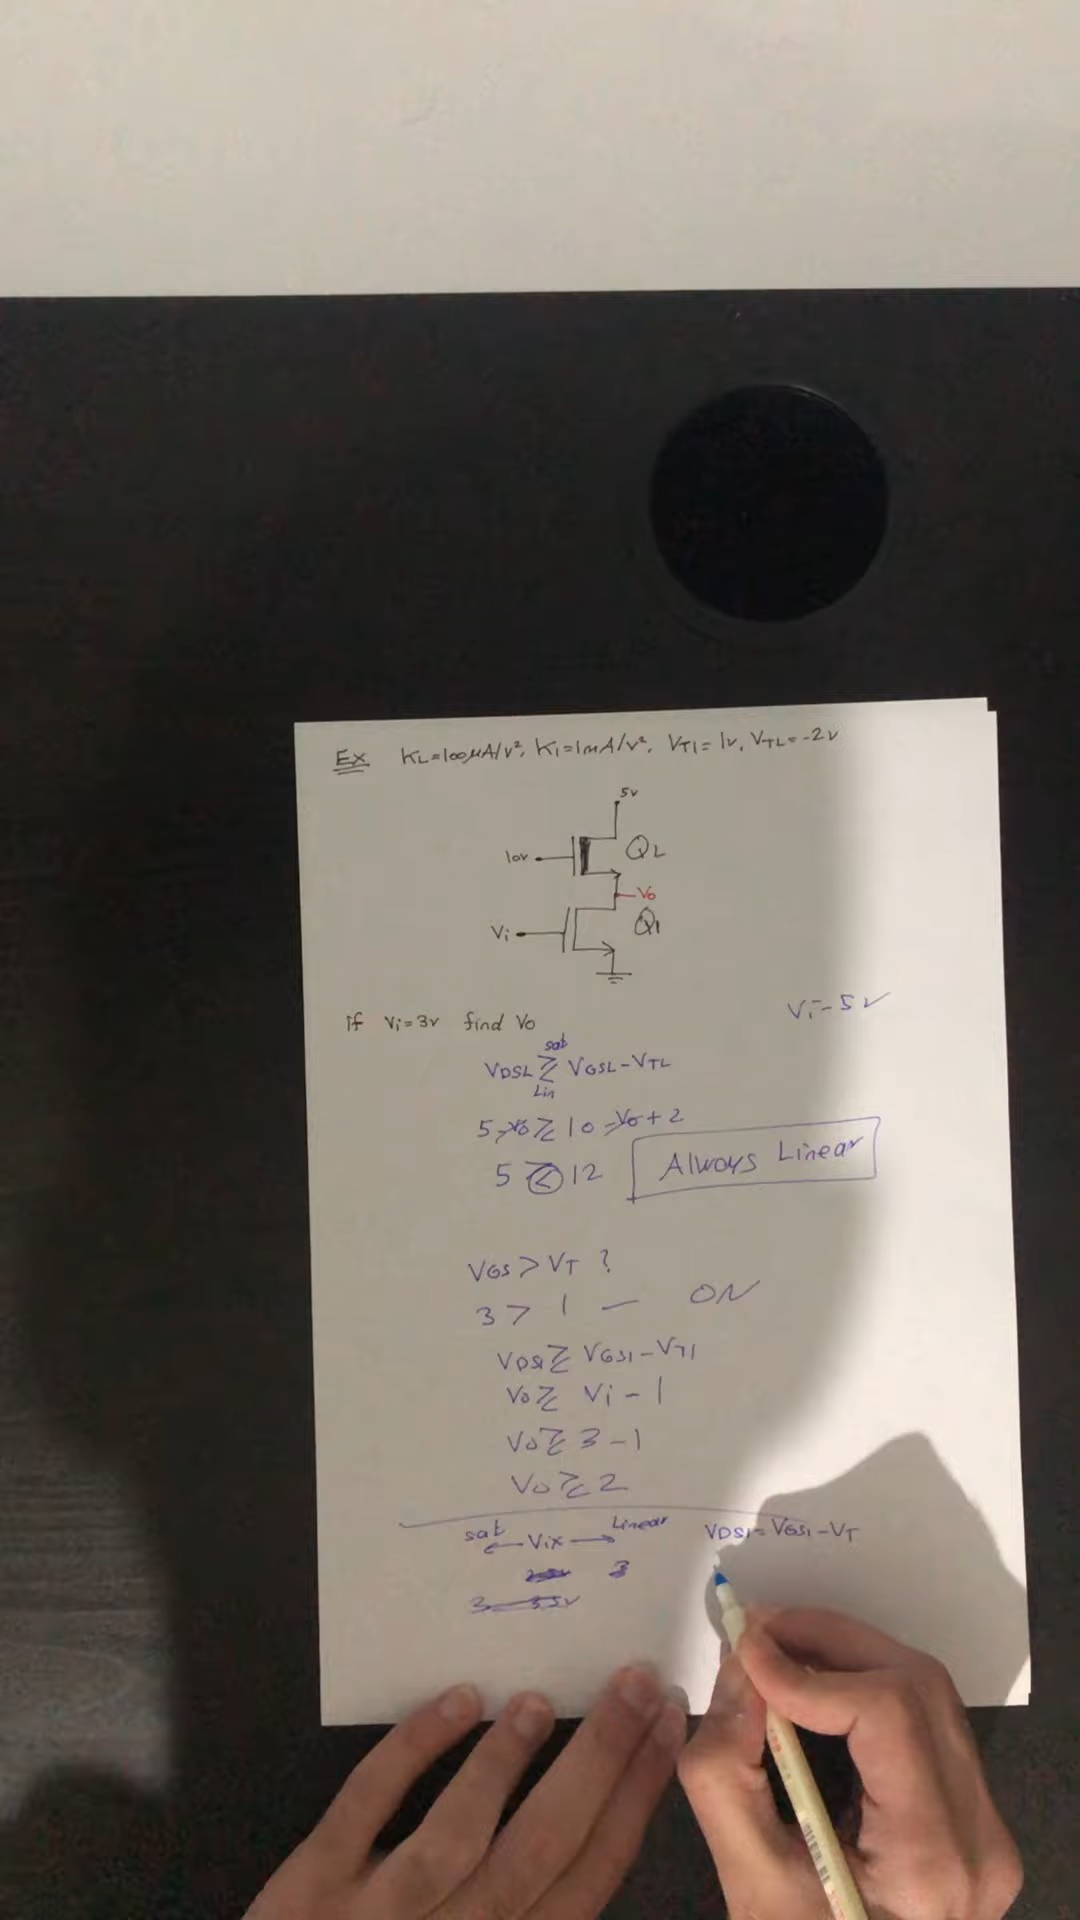 Ex KL=100µA/V², K1=1mA/V², VT1=1V, VTL=-2V
5V
10V
QL
Vo
Vi
Q1
if Vi=3V find Vo
Vi=5V
sat
VDSL ≷ VGSL-VTL
Lin
5-Vo ≷ 10-Vo+2
5 < 12 Always Linear
VGS > VT ?
3 > 1 — ON
VDS1 ≷ VGS1-VT1
Vo ≷ Vi-1
Vo ≷ 3-1
Vo ≷ 2
sat ← Vix → Linear VDS1=VGS1-VT
3